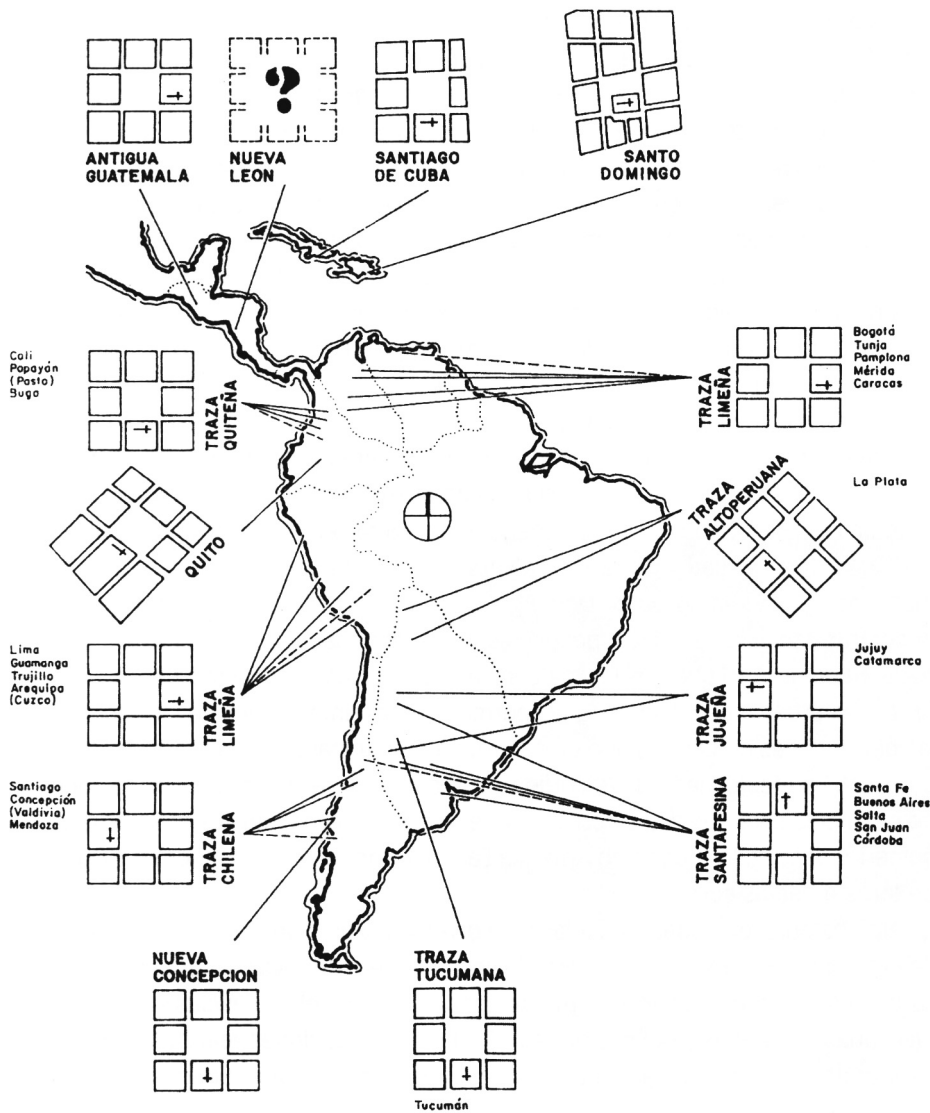 ANTIGUA
GUATEMALA
NUEVA
LEON
?
SANTIAGO
DE CUBA
SANTO
DOMINGO
Cali
Popayán
(Pasto)
Buga
TRAZA
QUITEÑA
TRAZA
LIMEÑA
Bogotá
Tunja
Pamplona
Mérida
Caracas
QUITO
TRAZA
ALTOPERUANA
La Plata
Lima
Guamanga
Trujillo
Arequipa
(Cuzco)
TRAZA
LIMEÑA
TRAZA
JUJEÑA
Jujuy
Catamarca
Santiago
Concepción
(Valdivia)
Mendoza
TRAZA
CHILENA
TRAZA
SANTAFESINA
Santa Fe
Buenos Aires
Salta
San Juan
Córdoba
NUEVA
CONCEPCION
TRAZA
TUCUMANA
Tucumán